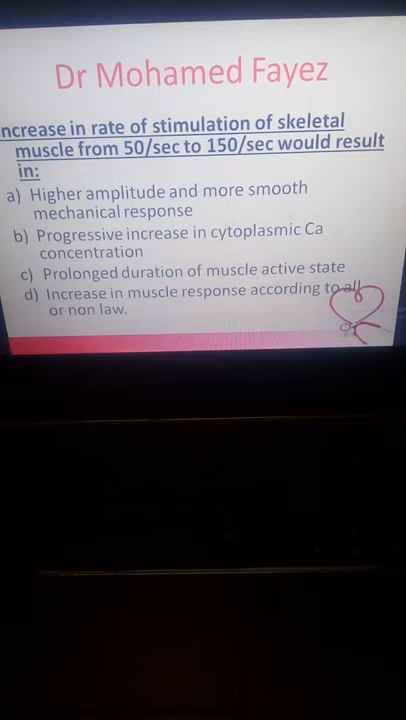 Dr Mohamed Fayez
ncrease in rate of stimulation of skeletal
muscle from 50/sec to 150/sec would result
in:
a) Higher amplitude and more smooth
mechanical response
b) Progressive increase in cytoplasmic Ca
concentration
c) Prolonged duration of muscle active state
d) Increase in muscle response according to all
or non law.